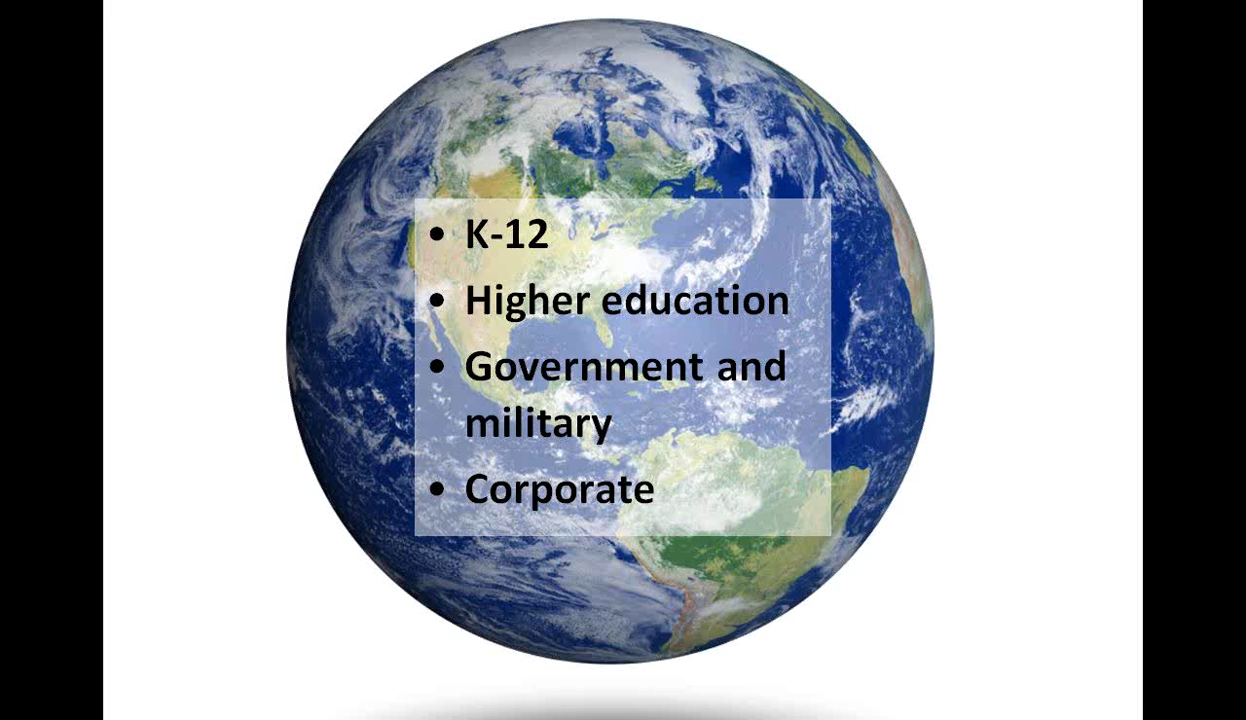 • K-12
• Higher education
• Government and
military
• Corporate